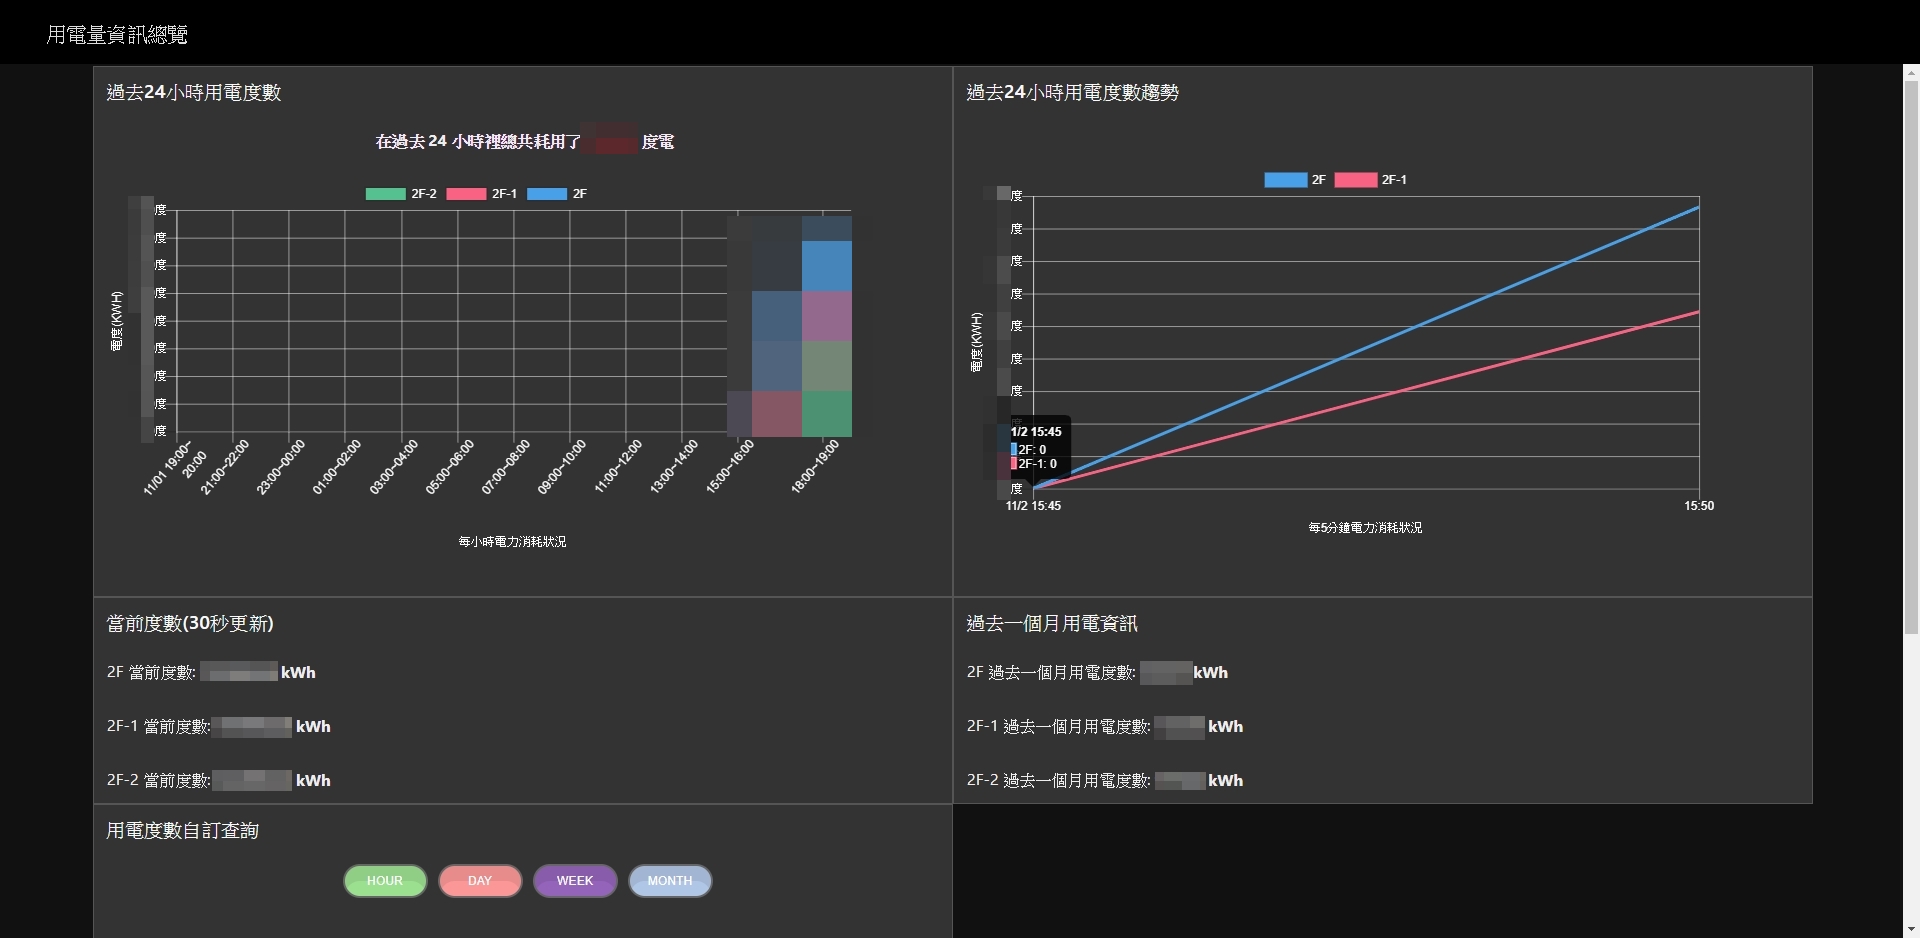 用電量資訊總覽
過去24小時用電度數
在過去 24 小時裡總共耗用了 度電
2F-2 2F-1 2F
度
度
度
度
度
度
度
度
度
電度(KWH)
11/01 19:00~20:00 21:00~22:00 23:00~00:00 01:00~02:00 03:00~04:00 05:00~06:00 07:00~08:00 09:00~10:00 11:00~12:00 13:00~14:00 15:00~16:00 18:00~19:00
每小時電力消耗狀況
過去24小時用電度數趨勢
2F 2F-1
度
度
度
度
度
度
度
度
電度(KWH)
1/2 15:45
2F: 0
2F-1: 0
度
11/2 15:45 15:50
每5分鐘電力消耗狀況
當前度數(30秒更新)
2F 當前度數: kWh
2F-1 當前度數: kWh
2F-2 當前度數: kWh
過去一個月用電資訊
2F 過去一個月用電度數: kWh
2F-1 過去一個月用電度數: kWh
2F-2 過去一個月用電度數: kWh
用電度數自訂查詢
HOUR DAY WEEK MONTH